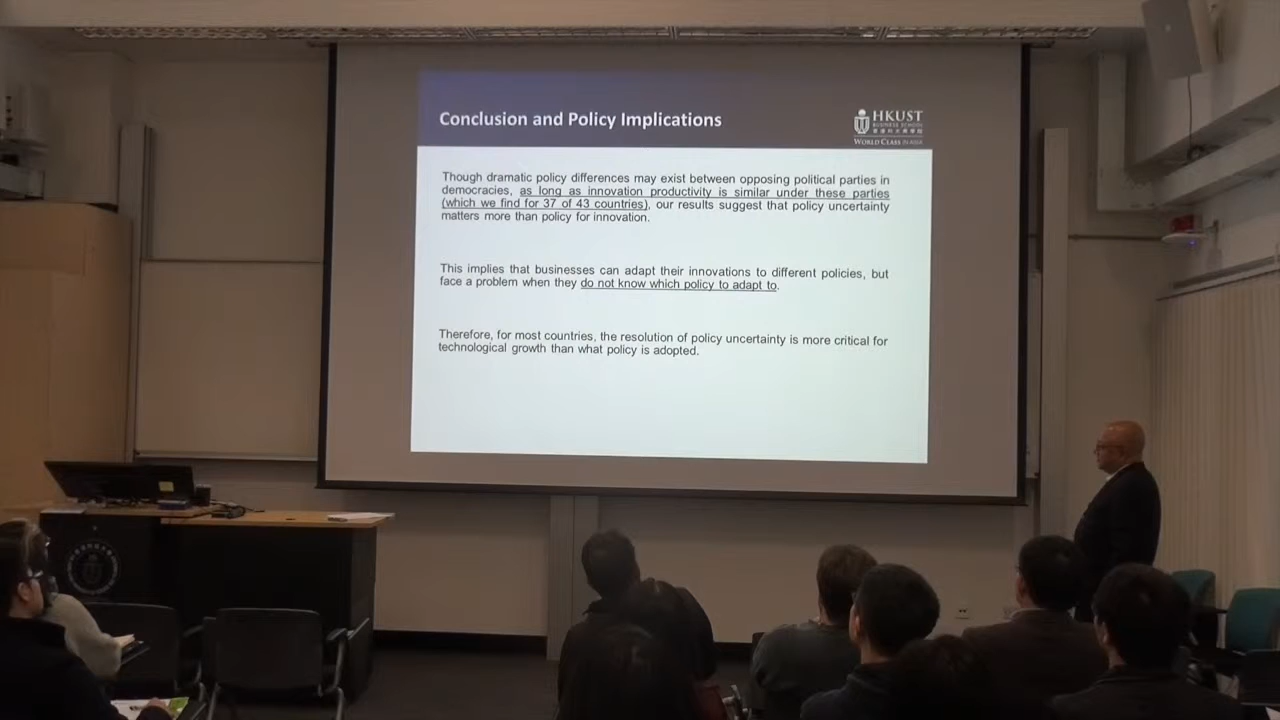 Conclusion and Policy Implications
HKUST
BUSINESS SCHOOL
WORLD CLASS IN ASIA
Though dramatic policy differences may exist between opposing political parties in
democracies, as long as innovation productivity is similar under these parties
(which we find for 37 of 43 countries), our results suggest that policy uncertainty
matters more than policy for innovation.
This implies that businesses can adapt their innovations to different policies, but
face a problem when they do not know which policy to adapt to.
Therefore, for most countries, the resolution of policy uncertainty is more critical for
technological growth than what policy is adopted.